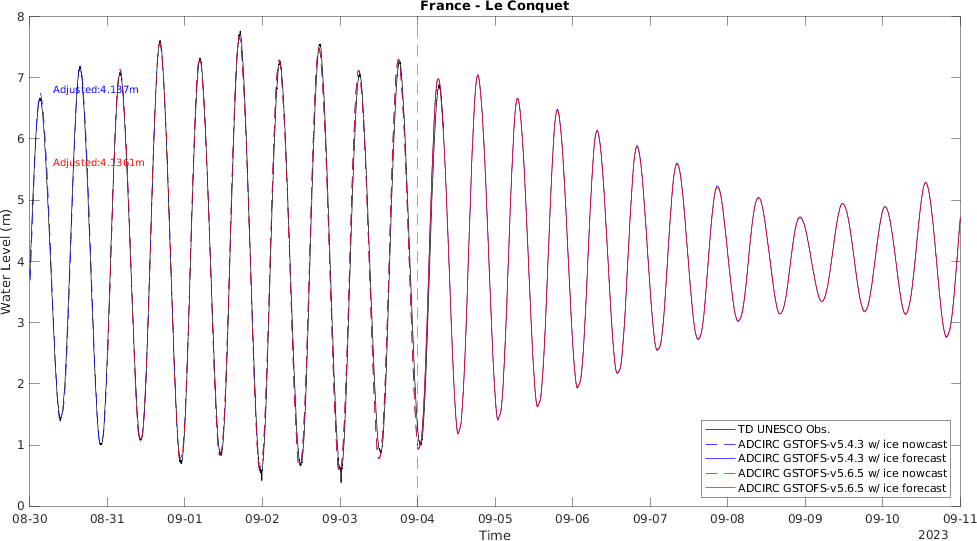 France - Le Conquet
8
7
6
5
4
3
2
1
0
Water Level (m)
Adjusted:4.137m
Adjusted:4.1361m
TD UNESCO Obs.
ADCIRC GSTOFS-v5.4.3 w/ ice nowcast
ADCIRC GSTOFS-v5.4.3 w/ ice forecast
ADCIRC GSTOFS-v5.6.5 w/ ice nowcast
ADCIRC GSTOFS-v5.6.5 w/ ice forecast
08-30 08-31 09-01 09-02 09-03 09-04 09-05 09-06 09-07 09-08 09-09 09-10 09-11
Time
2023